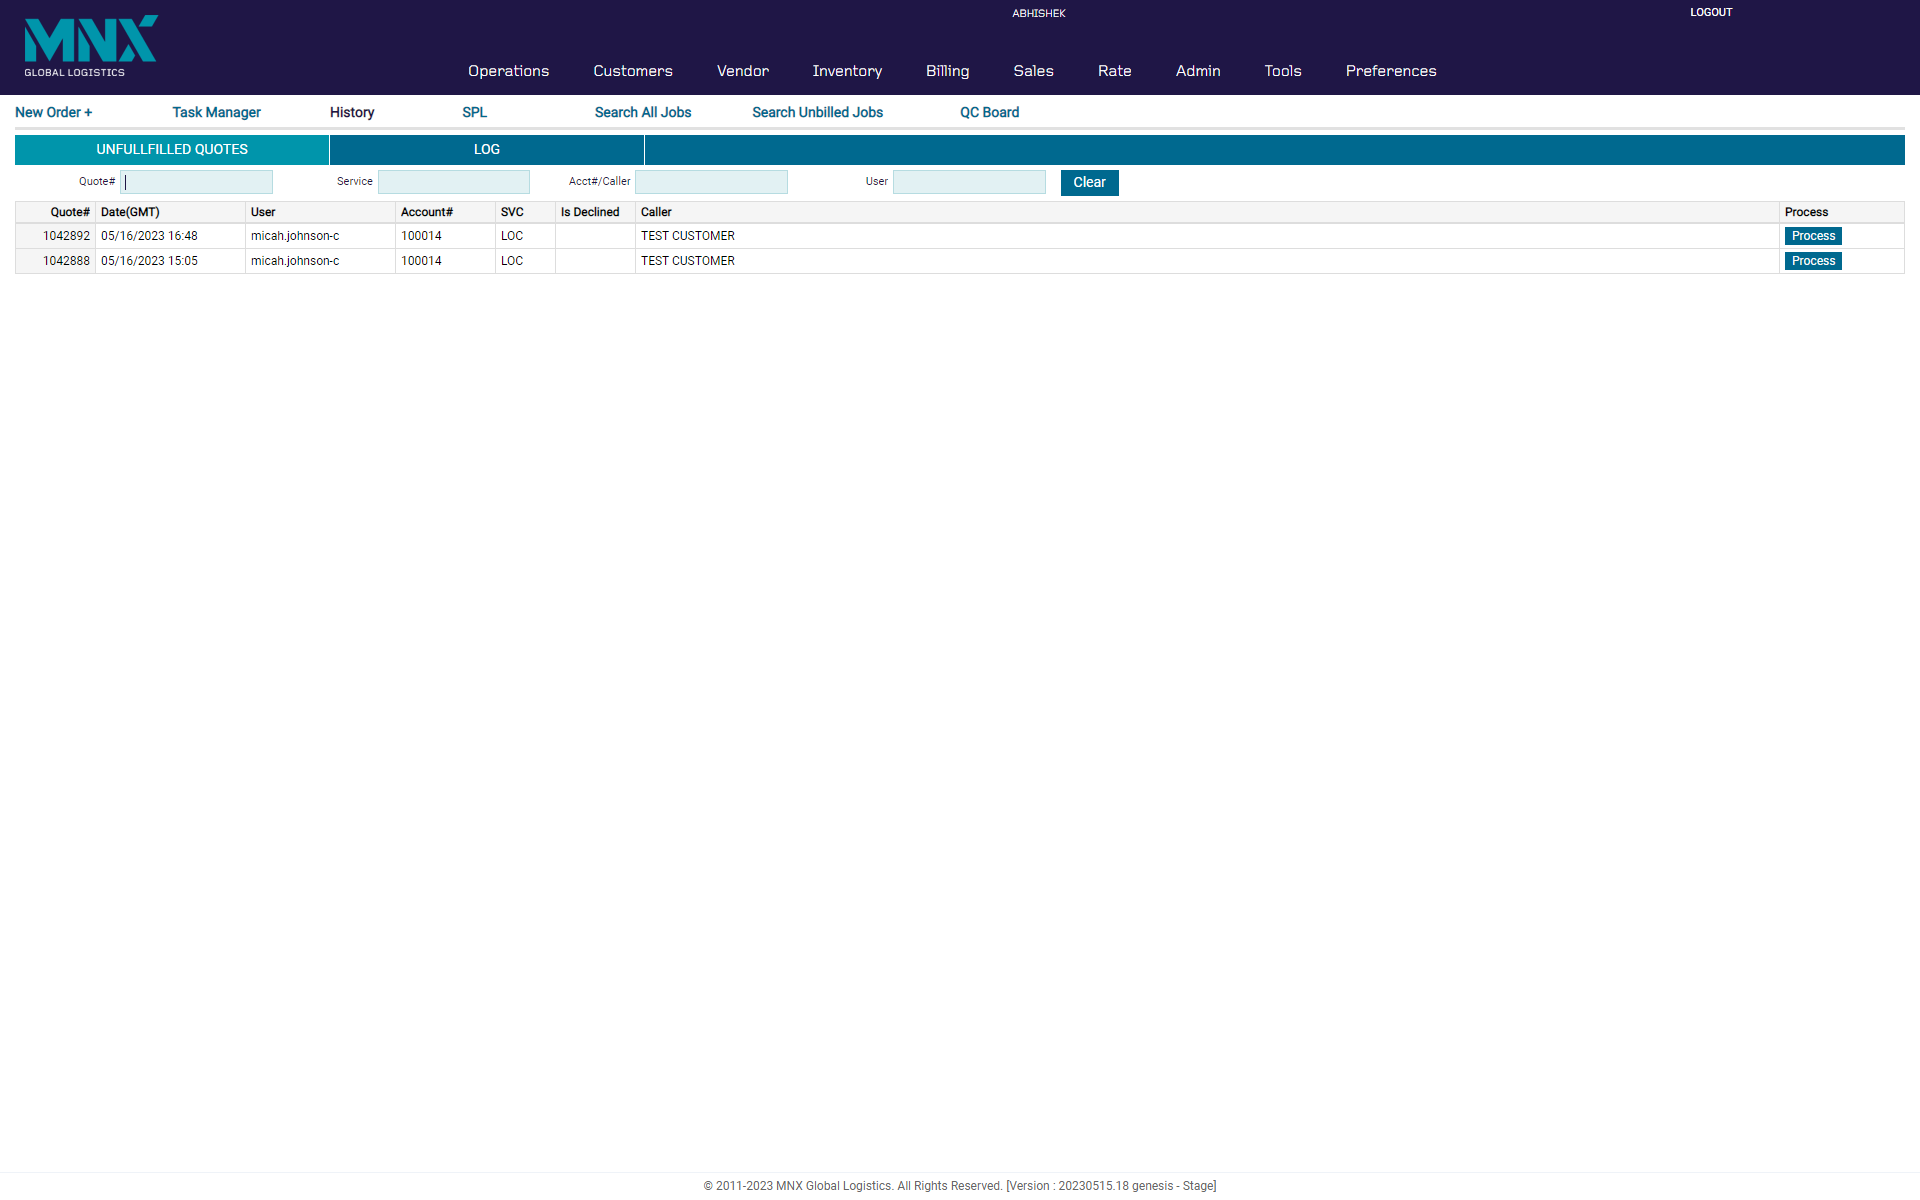 MNX
GLOBAL LOGISTICS
ABHISHEK
LOGOUT
Operations Customers Vendor Inventory Billing Sales Rate Admin Tools Preferences
New Order + Task Manager History SPL Search All Jobs Search Unbilled Jobs QC Board
UNFULLFILLED QUOTES LOG
Quote# Service Acct#/Caller User Clear
Quote# Date(GMT) User Account# SVC Is Declined Caller Process
1042892 05/16/2023 16:48 micah.johnson-c 100014 LOC TEST CUSTOMER Process
1042888 05/16/2023 15:05 micah.johnson-c 100014 LOC TEST CUSTOMER Process
© 2011-2023 MNX Global Logistics. All Rights Reserved. [Version : 20230515.18 genesis - Stage]